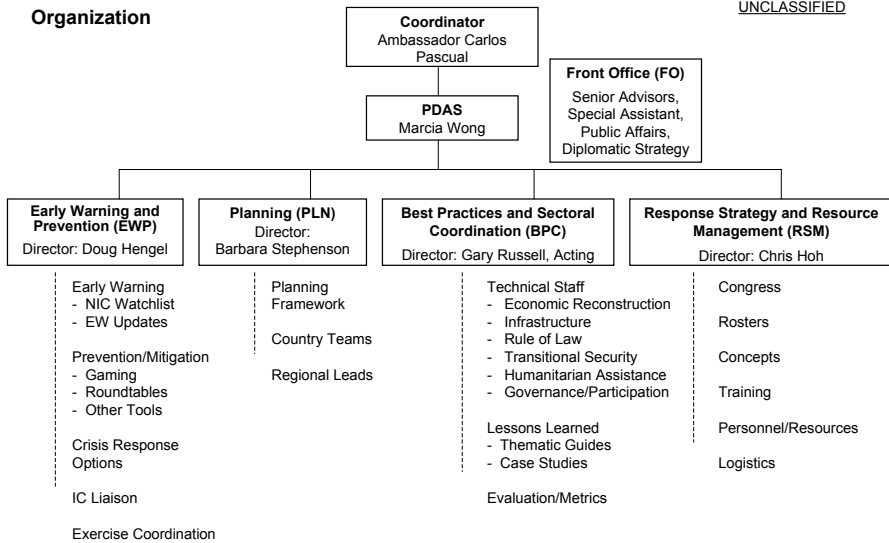 Organization
UNCLASSIFIED
Coordinator
Ambassador Carlos
Pascual
Front Office (FO)
Senior Advisors,
Special Assistant,
Public Affairs,
Diplomatic Strategy
PDAS
Marcia Wong
Early Warning and
Prevention (EWP)
Director: Doug Hengel
Early Warning
- NIC Watchlist
- EW Updates
Prevention/Mitigation
- Gaming
- Roundtables
- Other Tools
Crisis Response
Options
IC Liaison
Exercise Coordination
Planning (PLN)
Director:
Barbara Stephenson
Planning
Framework
Country Teams
Regional Leads
Best Practices and Sectoral
Coordination (BPC)
Director: Gary Russell, Acting
Technical Staff
- Economic Reconstruction
- Infrastructure
- Rule of Law
- Transitional Security
- Humanitarian Assistance
- Governance/Participation
Lessons Learned
- Thematic Guides
- Case Studies
Evaluation/Metrics
Response Strategy and Resource
Management (RSM)
Director: Chris Hoh
Congress
Rosters
Concepts
Training
Personnel/Resources
Logistics